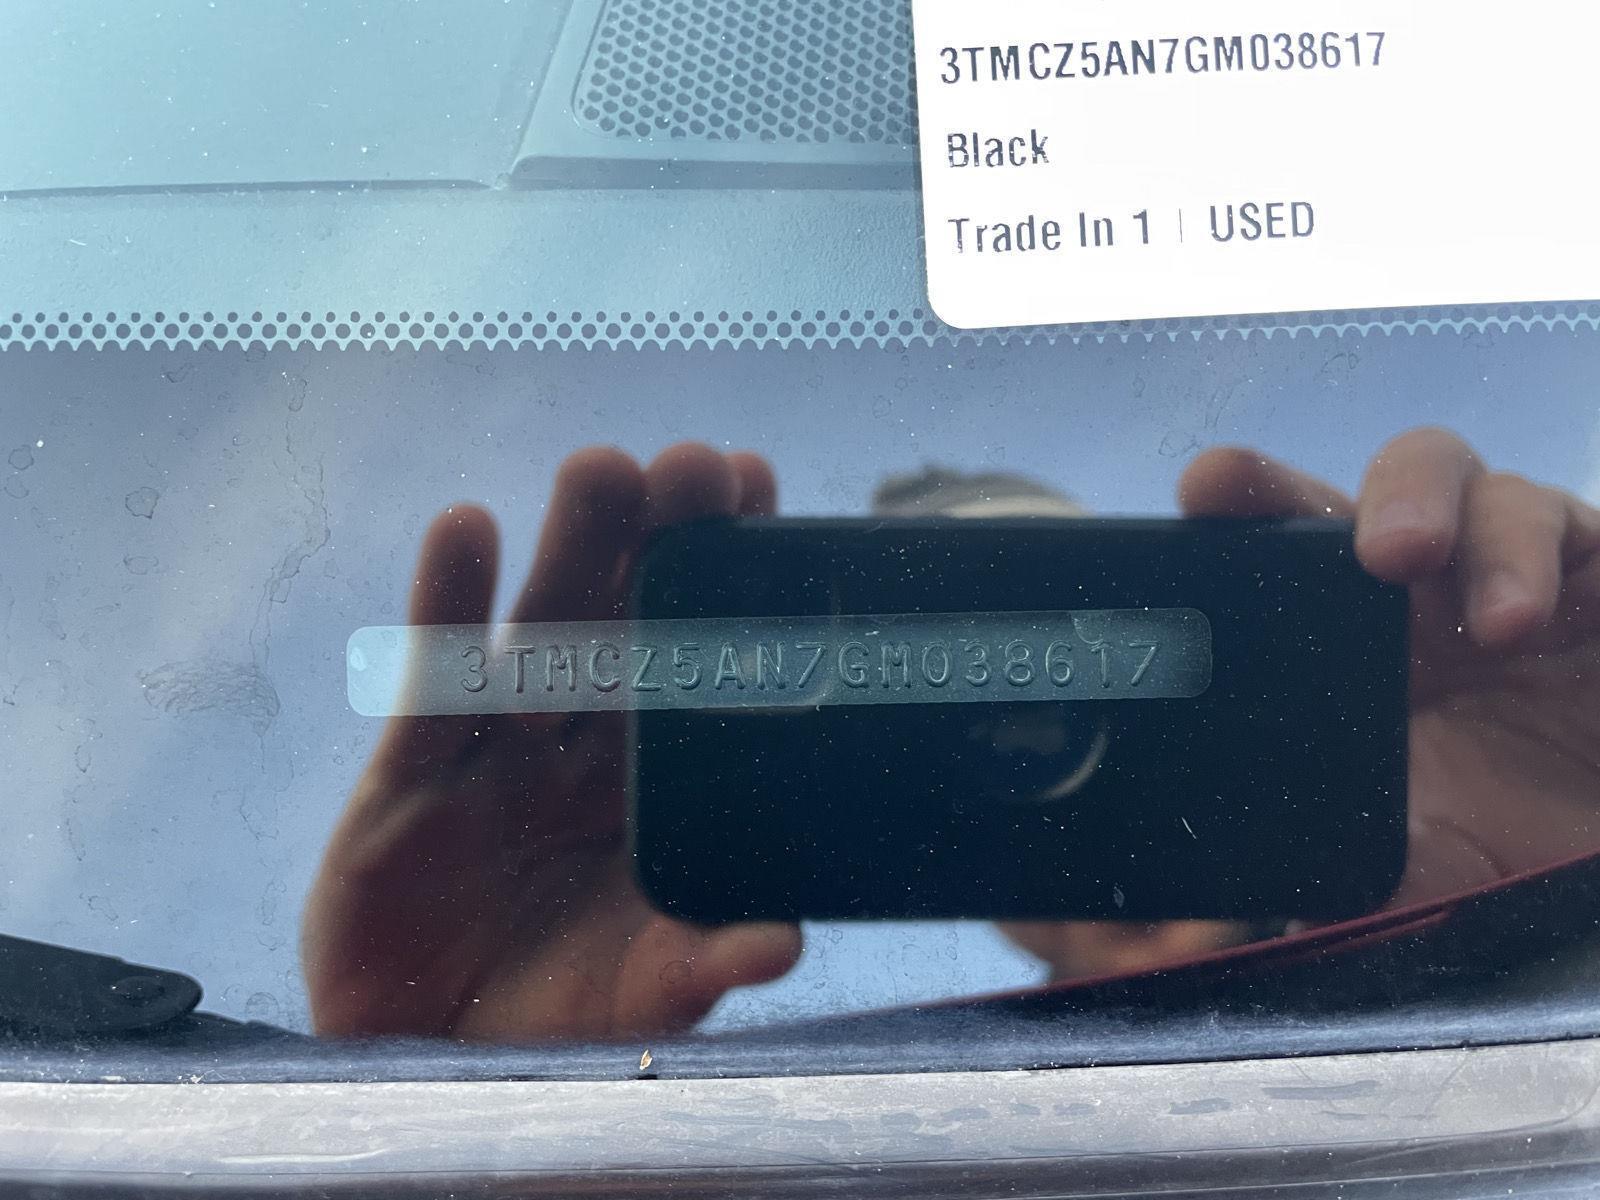 3TMCZ5AN7GM038617
Black
Trade In 1 | USED
3TMCZ5AN7GM038617